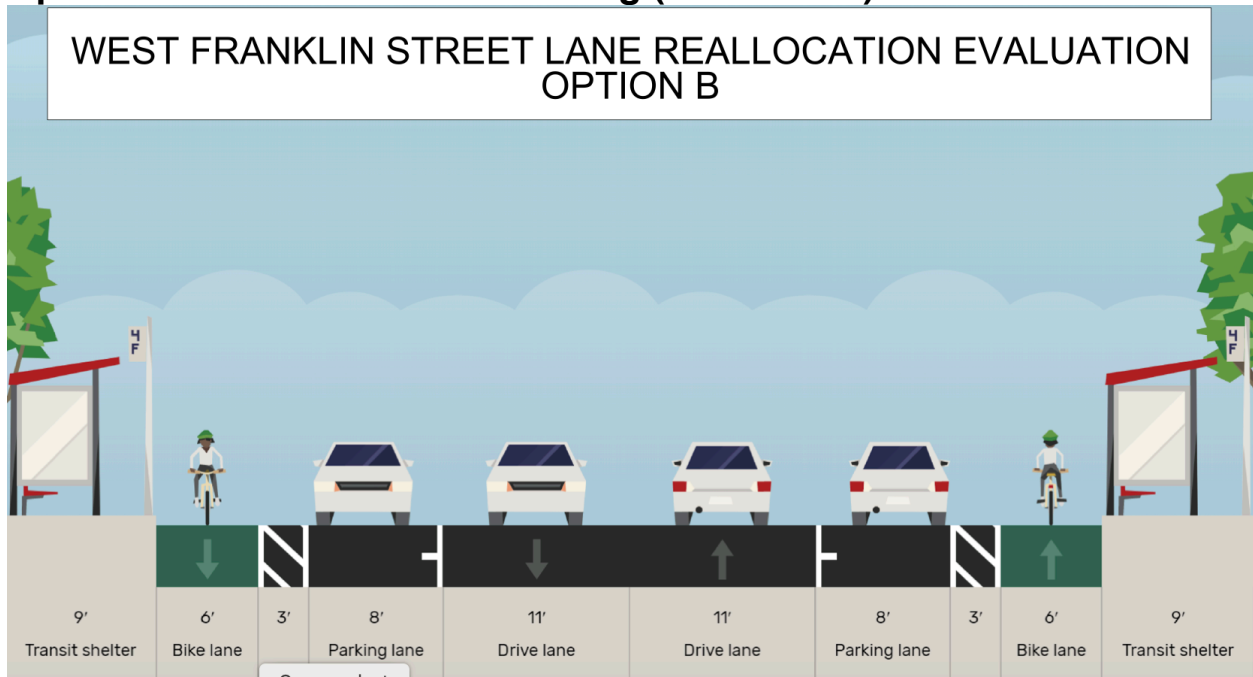 WEST FRANKLIN STREET LANE REALLOCATION EVALUATION
OPTION B
4
F
4
F
9' 6' 3' 8' 11' 11' 8' 3' 6' 9'
Transit shelter Bike lane Parking lane Drive lane Drive lane Parking lane Bike lane Transit shelter